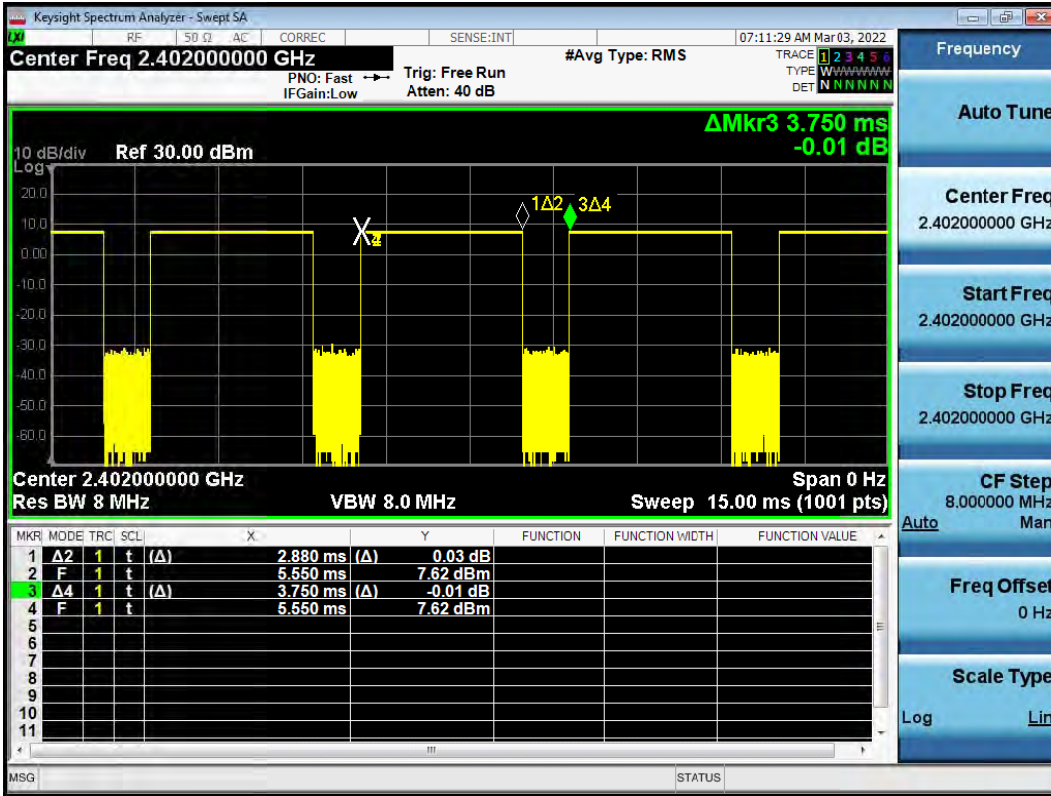 Keysight Spectrum Analyzer - Swept SA
LXI RF 50 Ω AC CORREC SENSE:INT 07:11:29 AM Mar 03, 2022
Center Freq 2.402000000 GHz #Avg Type: RMS TRACE 1 2 3 4 5 6
PNO: Fast Trig: Free Run TYPE WWWWWW
IFGain:Low Atten: 40 dB DET N N N N N N
ΔMkr3 3.750 ms
-0.01 dB
10 dB/div Ref 30.00 dBm
Log
20.0
1Δ2 3Δ4
10.0
0.00
-10.0
-20.0
-30.0
-40.0
-50.0
-60.0
Center 2.402000000 GHz Span 0 Hz
Res BW 8 MHz VBW 8.0 MHz Sweep 15.00 ms (1001 pts)
MKR MODE TRC SCL X Y FUNCTION FUNCTION WIDTH FUNCTION VALUE
1 Δ2 1 t (Δ) 2.880 ms (Δ) 0.03 dB
2 F 1 t 5.550 ms 7.62 dBm
3 Δ4 1 t (Δ) 3.750 ms (Δ) -0.01 dB
4 F 1 t 5.550 ms 7.62 dBm
5
6
7
8
9
10
11
MSG STATUS
Frequency
Auto Tune
Center Freq
2.402000000 GHz
Start Freq
2.402000000 GHz
Stop Freq
2.402000000 GHz
CF Step
8.000000 MHz
Auto Man
Freq Offset
0 Hz
Scale Type
Log Lin